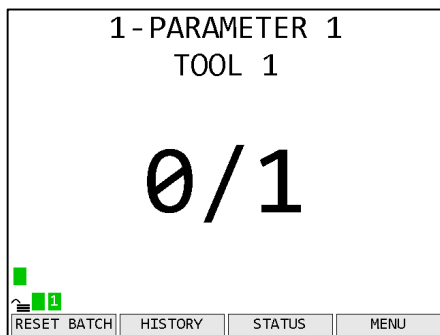 1-PARAMETER 1
TOOL 1
0/1
1
RESET BATCH HISTORY STATUS MENU